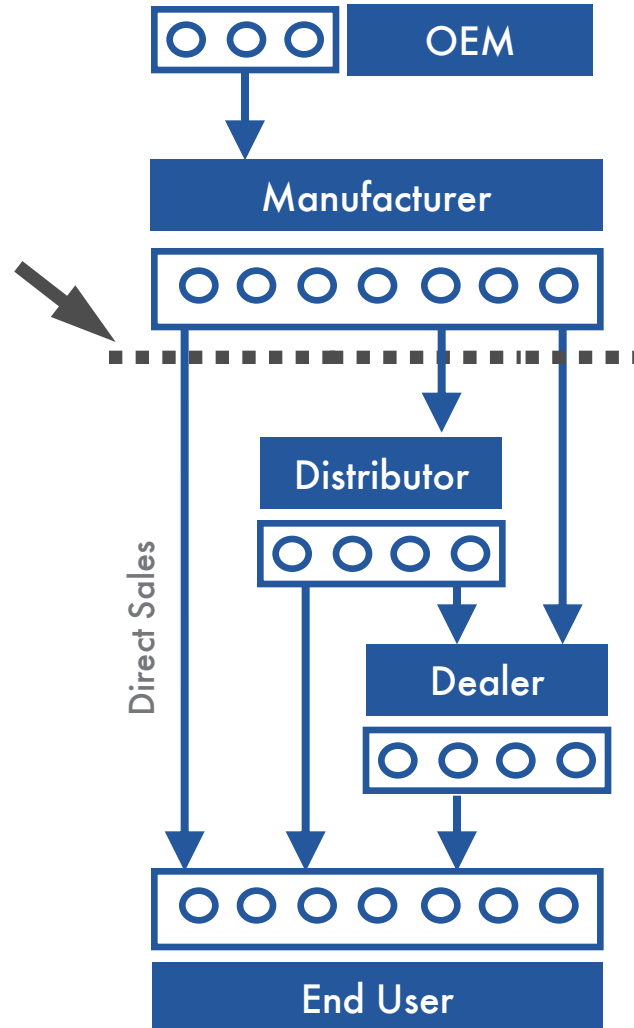 OEM
Manufacturer
Distributor
Direct Sales
Dealer
End User